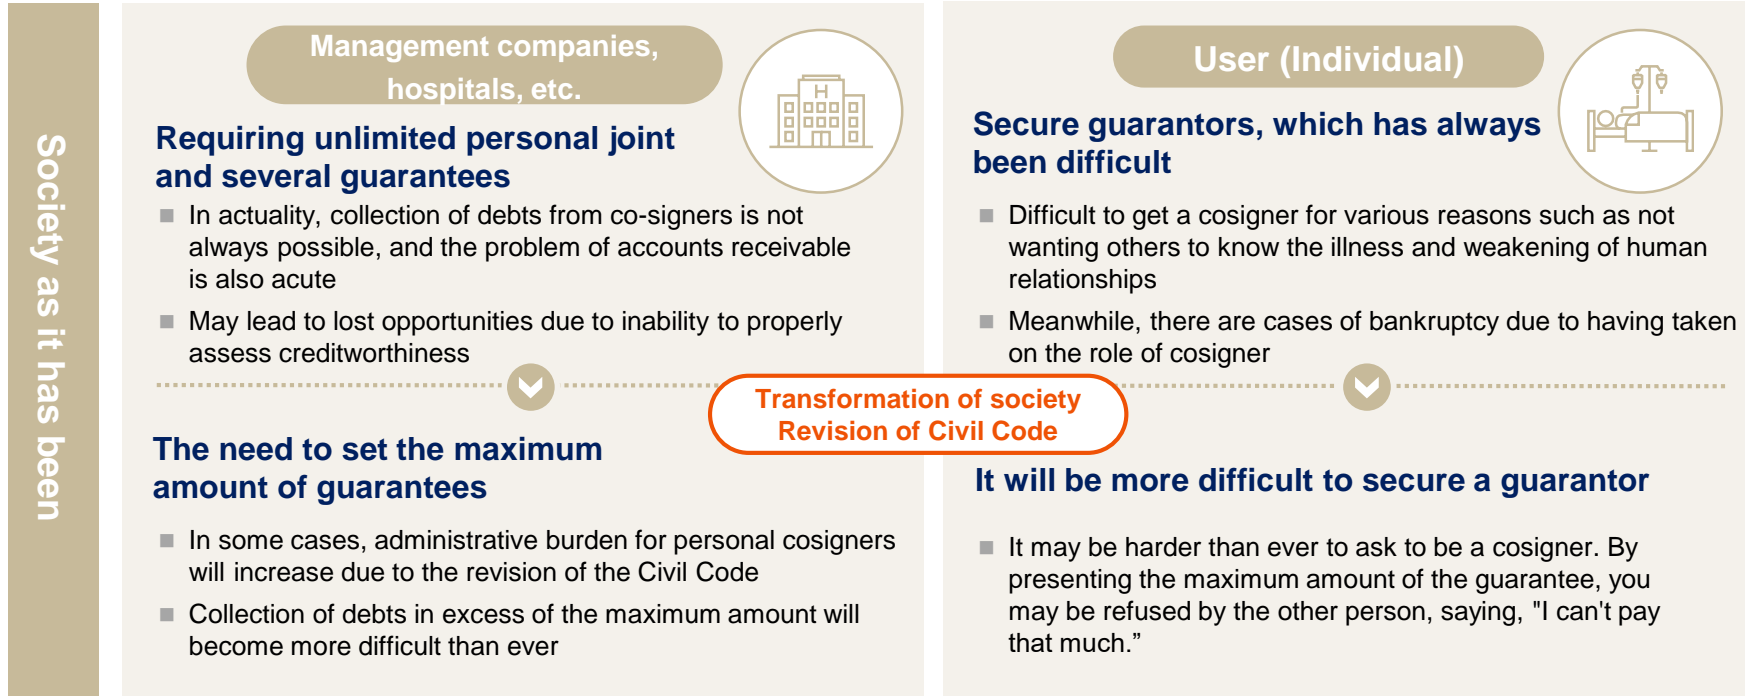 Society as it has been
Management companies,
hospitals, etc.
H
Requiring unlimited personal joint
and several guarantees
In actuality, collection of debts from co-signers is not
always possible, and the problem of accounts receivable
is also acute
May lead to lost opportunities due to inability to properly
assess creditworthiness
User (Individual)
Secure guarantors, which has always
been difficult
Difficult to get a cosigner for various reasons such as not
wanting others to know the illness and weakening of human
relationships
Meanwhile, there are cases of bankruptcy due to having taken
on the role of cosigner
Transformation of society
Revision of Civil Code
The need to set the maximum
amount of guarantees
In some cases, administrative burden for personal cosigners
will increase due to the revision of the Civil Code
Collection of debts in excess of the maximum amount will
become more difficult than ever
It will be more difficult to secure a guarantor
It may be harder than ever to ask to be a cosigner. By
presenting the maximum amount of the guarantee, you
may be refused by the other person, saying, "I can't pay
that much.”